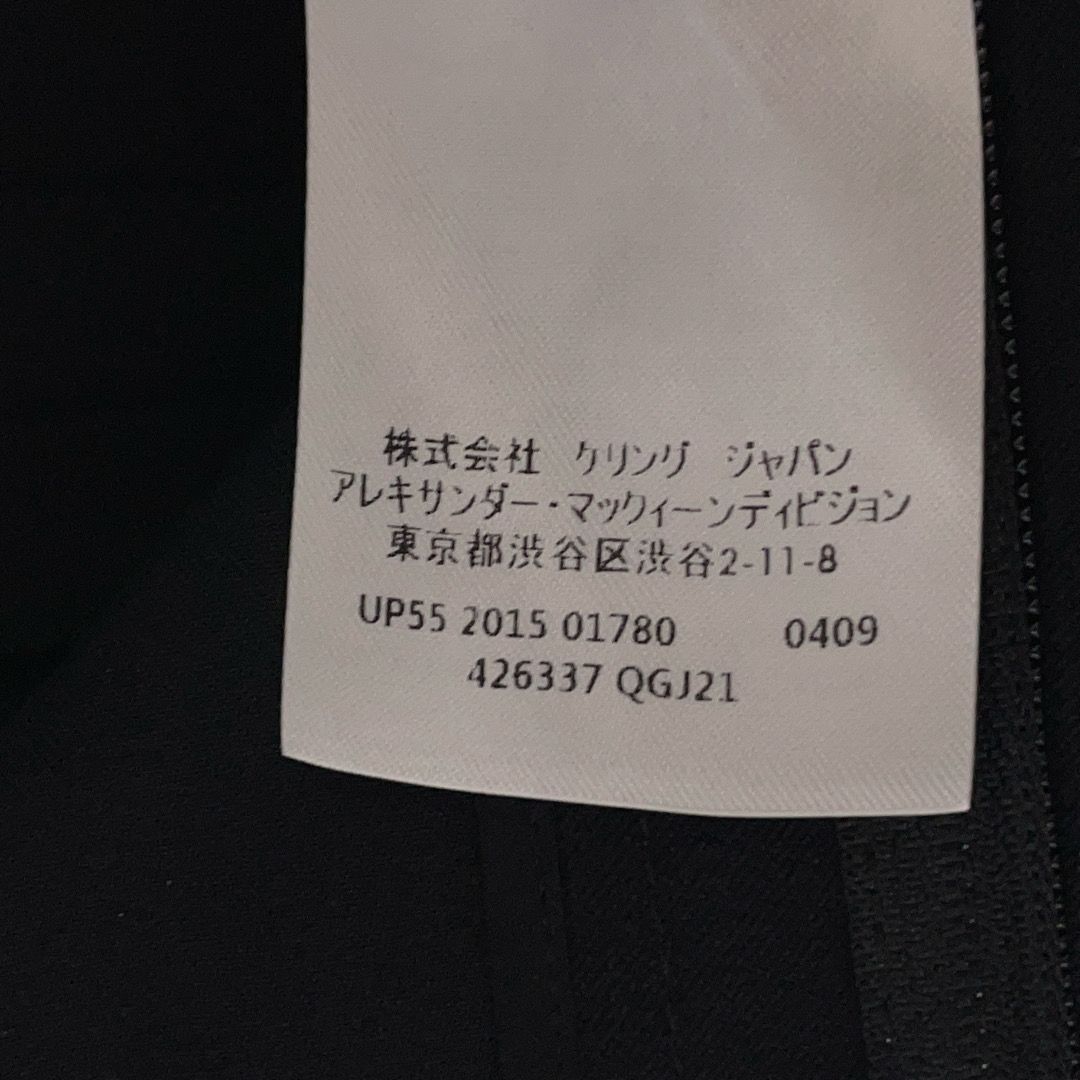 株式会社 ケリング ジャパン
アレキサンダー・マックィーンディビジョン
東京都渋谷区渋谷2-11-8
UP55 2015 01780 0409
426337 QGJ21